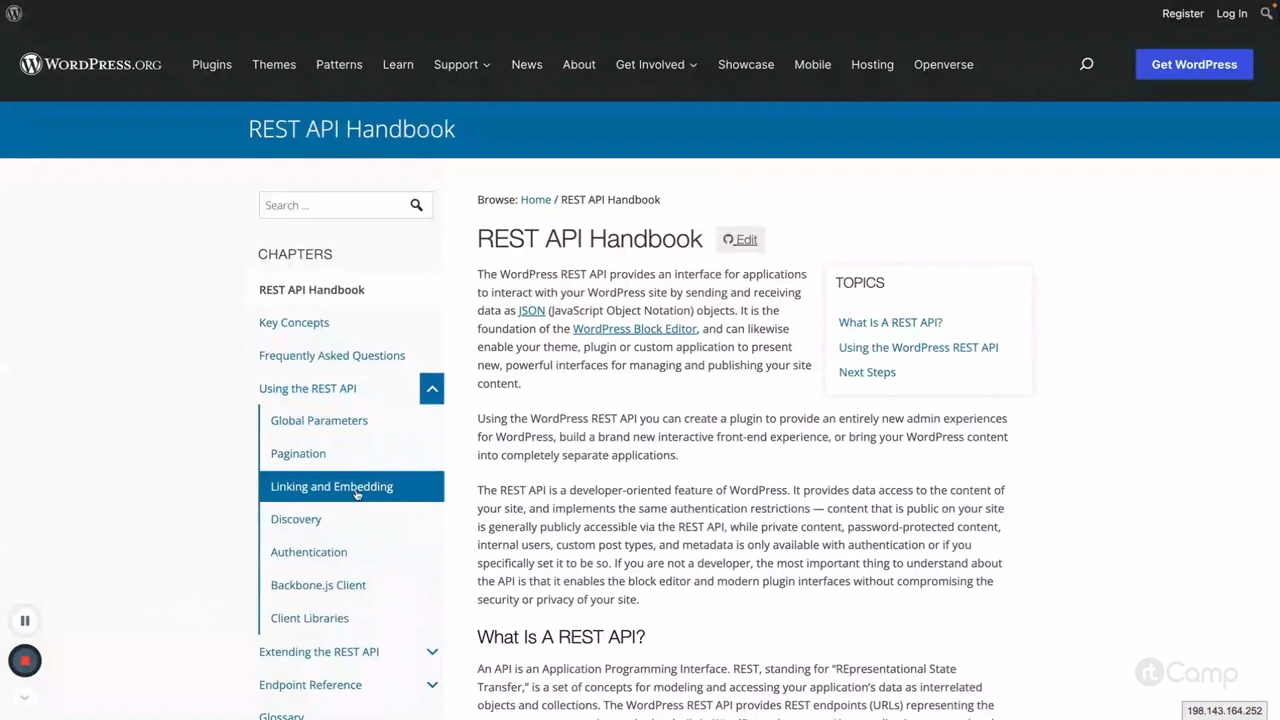 Register Log In
WORDPRESS.ORG Plugins Themes Patterns Learn Support News About Get Involved Showcase Mobile Hosting Openverse Get WordPress
REST API Handbook
Search ...
CHAPTERS
REST API Handbook
Key Concepts
Frequently Asked Questions
Using the REST API
Global Parameters
Pagination
Linking and Embedding
Discovery
Authentication
Backbone.js Client
Client Libraries
Extending the REST API
Endpoint Reference
Glossary
Browse: Home / REST API Handbook
REST API Handbook Edit
The WordPress REST API provides an interface for applications
to interact with your WordPress site by sending and receiving
data as JSON (JavaScript Object Notation) objects. It is the
foundation of the WordPress Block Editor, and can likewise
enable your theme, plugin or custom application to present
new, powerful interfaces for managing and publishing your site
content.
TOPICS
What Is A REST API?
Using the WordPress REST API
Next Steps
Using the WordPress REST API you can create a plugin to provide an entirely new admin experiences
for WordPress, build a brand new interactive front-end experience, or bring your WordPress content
into completely separate applications.
The REST API is a developer-oriented feature of WordPress. It provides data access to the content of
your site, and implements the same authentication restrictions — content that is public on your site
is generally publicly accessible via the REST API, while private content, password-protected content,
internal users, custom post types, and metadata is only available with authentication or if you
specifically set it to be so. If you are not a developer, the most important thing to understand about
the API is that it enables the block editor and modern plugin interfaces without compromising the
security or privacy of your site.
What Is A REST API?
An API is an Application Programming Interface. REST, standing for “REpresentational State
Transfer,” is a set of concepts for modeling and accessing your application’s data as interrelated
objects and collections. The WordPress REST API provides REST endpoints (URLs) representing the
rtCamp
198.143.164.252